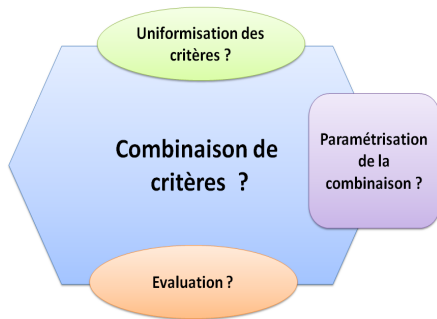 Uniformisation des
critères ?
Combinaison de
critères ?
Paramétrisation
de la
combinaison ?
Evaluation ?